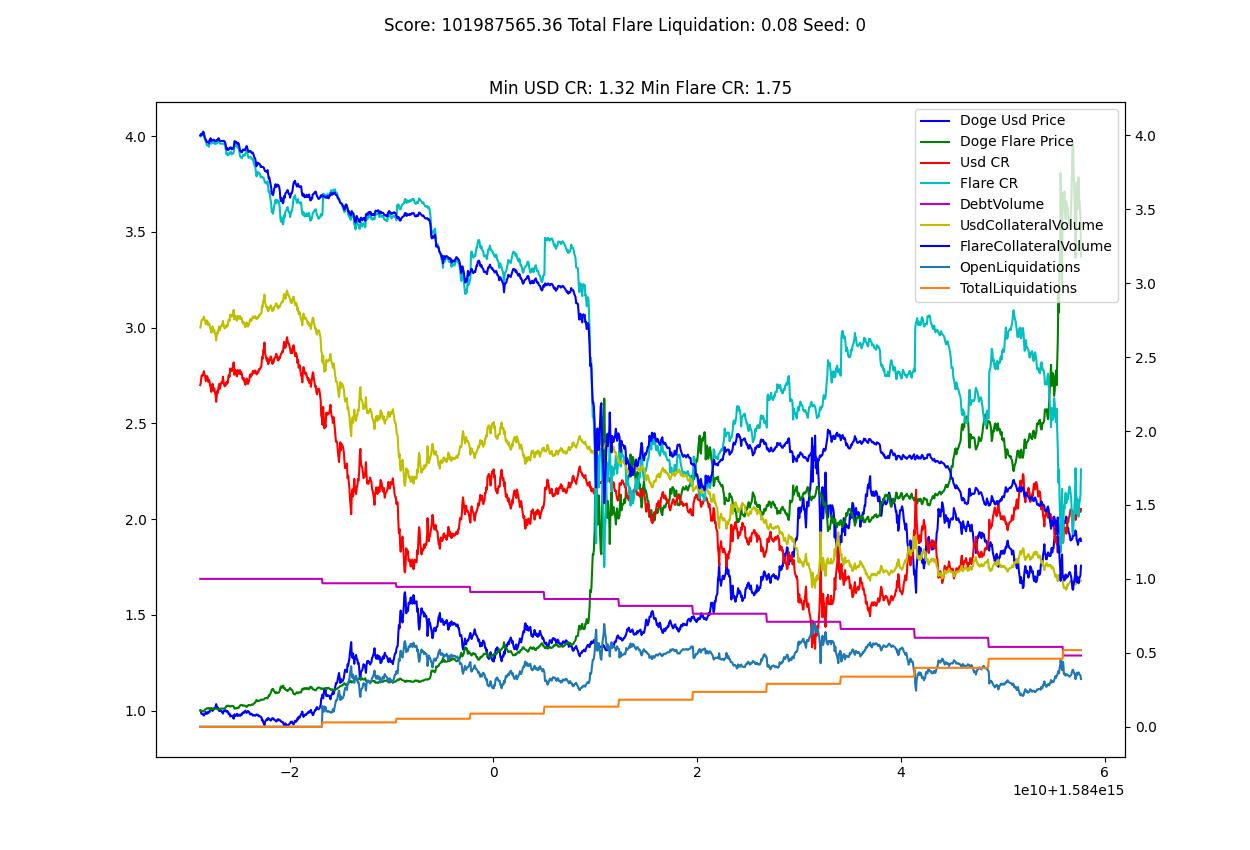 Score: 101987565.36 Total Flare Liquidation: 0.08 Seed: 0
Min USD CR: 1.32 Min Flare CR: 1.75
Doge Usd Price
Doge Flare Price
Usd CR
Flare CR
DebtVolume
UsdCollateralVolume
FlareCollateralVolume
OpenLiquidations
TotalLiquidations
4.0
3.5
3.0
2.5
2.0
1.5
1.0
4.0
3.5
3.0
2.5
2.0
1.5
1.0
0.5
0.0
−2
0
2
4
6
1e10+1.584e15